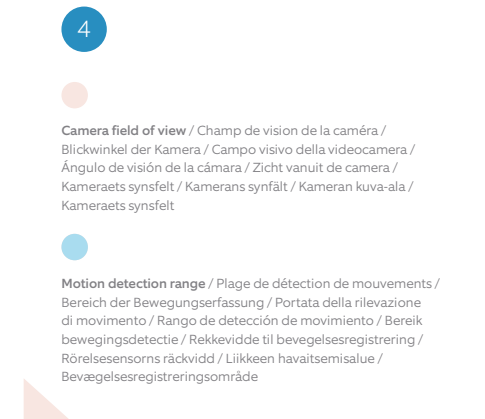 4
Camera field of view / Champ de vision de la caméra /
Blickwinkel der Kamera / Campo visivo della videocamera /
Ángulo de visión de la cámara / Zicht vanuit de camera /
Kameraets synsfelt / Kamerans synfält / Kameran kuva-ala /
Kameraets synsfelt
Motion detection range / Plage de détection de mouvements /
Bereich der Bewegungserfassung / Portata della rilevazione
di movimento / Rango de detección de movimiento / Bereik
bewegingsdetectie / Rekkevidde til bevegelsesregistrering /
Rörelsesensorns räckvidd / Liikkeen havaitsemisalue /
Bevægelsesregistreringsområde